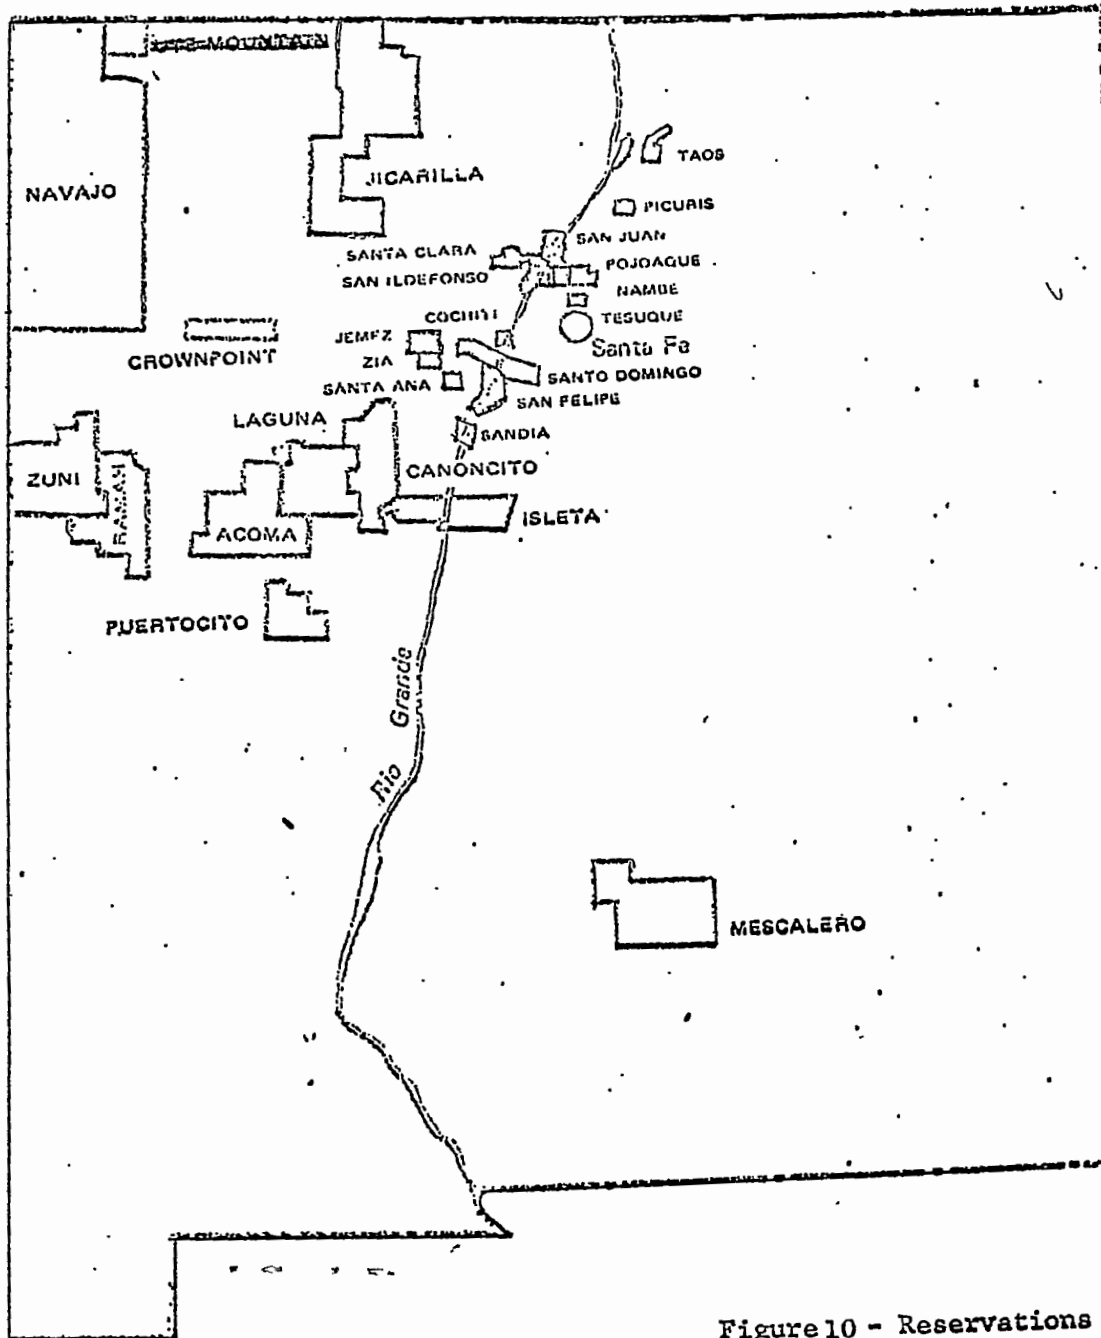 MOUNTAIN
NAVAJO
JICARILLA
TAOS
PICURIS
SAN JUAN
SANTA CLARA
POJOAQUE
SAN ILDEFONSO
NAMBE
COCHITI
TESUQUE
JEMEZ
Santa Fe
CROWNPOINT
ZIA
SANTO DOMINGO
SANTA ANA
SAN FELIPE
LAGUNA
SANDIA
CANONCITO
ZUNI
RAMAH
ISLETA
ACOMA
PUERTOCITO
Rio Grande
MESCALERO
Figure 10 - Reservations